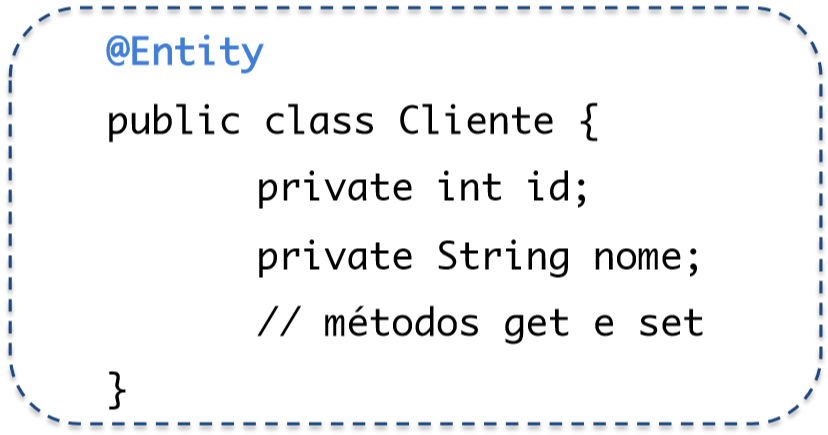 @Entity
public class Cliente {
private int id;
private String nome;
// métodos get e set
}